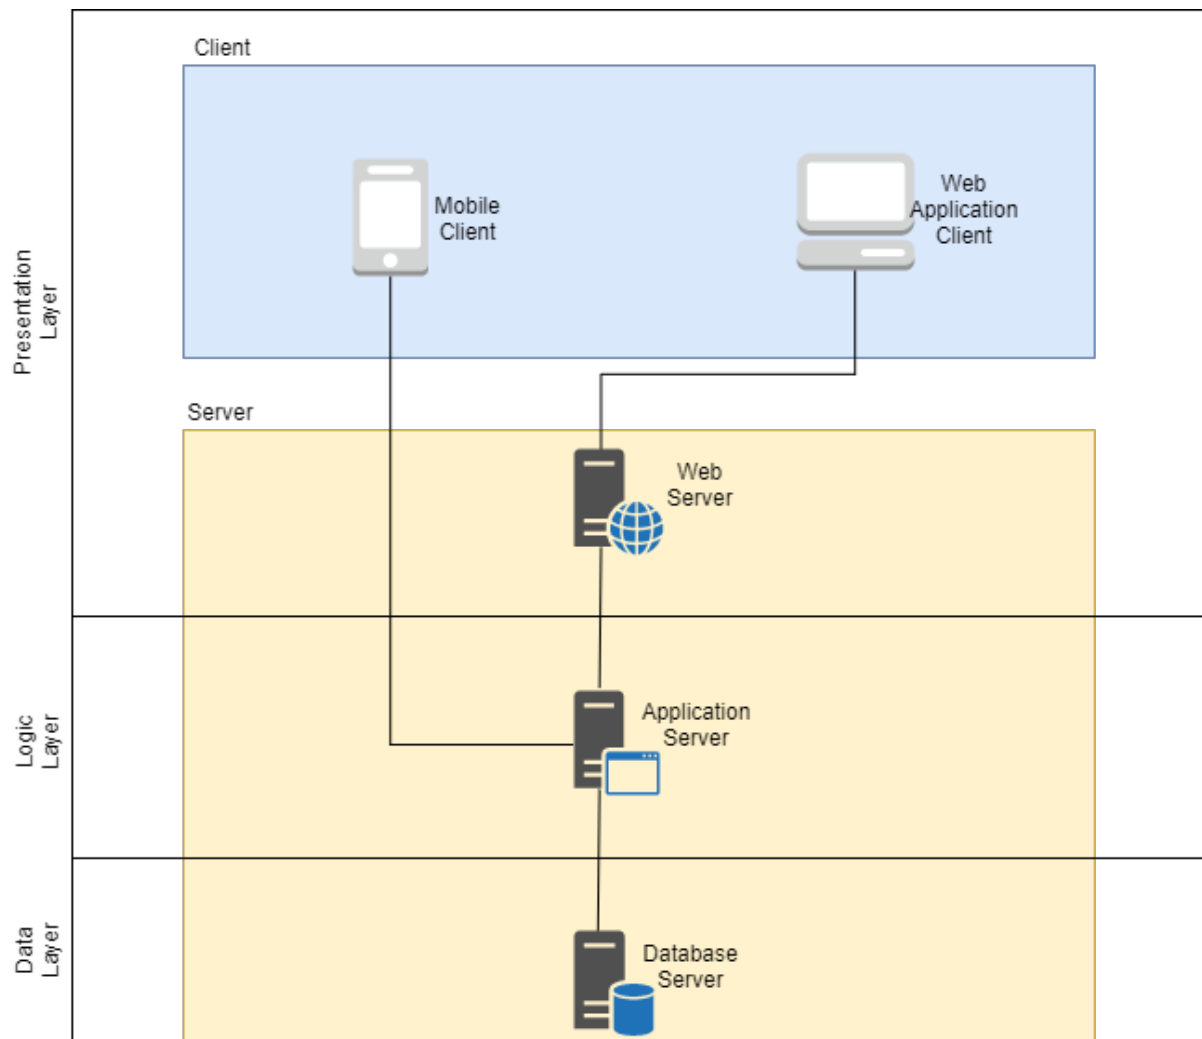 Client
Mobile
Client
Web
Application
Client
Presentation
Layer
Server
Web
Server
Logic
Layer
Application
Server
Data
Layer
Database
Server